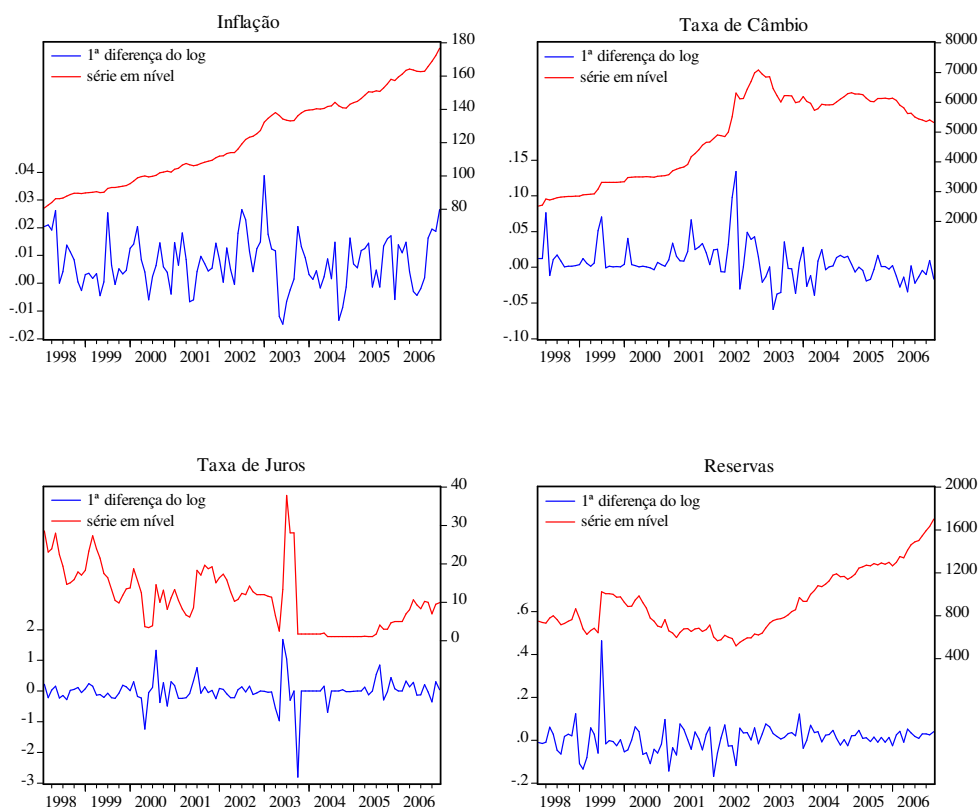 Inflação
1ª diferença do log
série em nível
180
160
140
120
100
80
.04
.03
.02
.01
.00
-.01
-.02
1998 1999 2000 2001 2002 2003 2004 2005 2006
Taxa de Câmbio
1ª diferença do log
série em nível
8000
7000
6000
5000
4000
3000
2000
.15
.10
.05
.00
-.05
-.10
1998 1999 2000 2001 2002 2003 2004 2005 2006
Taxa de Juros
1ª diferença do log
série em nível
40
30
20
10
0
2
1
0
-1
-2
-3
1998 1999 2000 2001 2002 2003 2004 2005 2006
Reservas
1ª diferença do log
série em nível
2000
1600
1200
800
400
.6
.4
.2
.0
-.2
1998 1999 2000 2001 2002 2003 2004 2005 2006